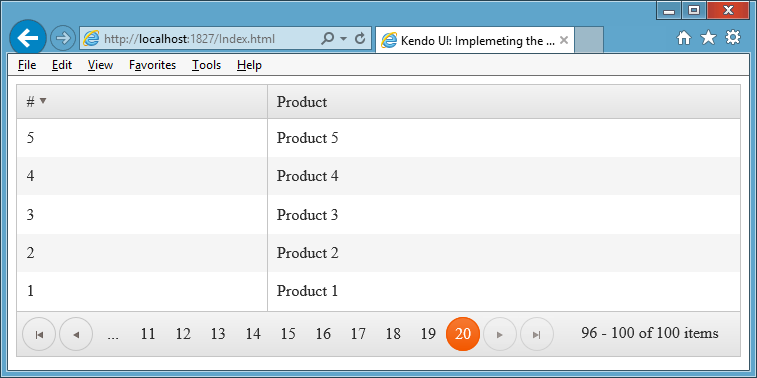 http://localhost:1827/Index.html Kendo UI: Implemeting the ...
File Edit View Favorites Tools Help
# Product
5 Product 5
4 Product 4
3 Product 3
2 Product 2
1 Product 1
... 11 12 13 14 15 16 17 18 19 20 96 - 100 of 100 items